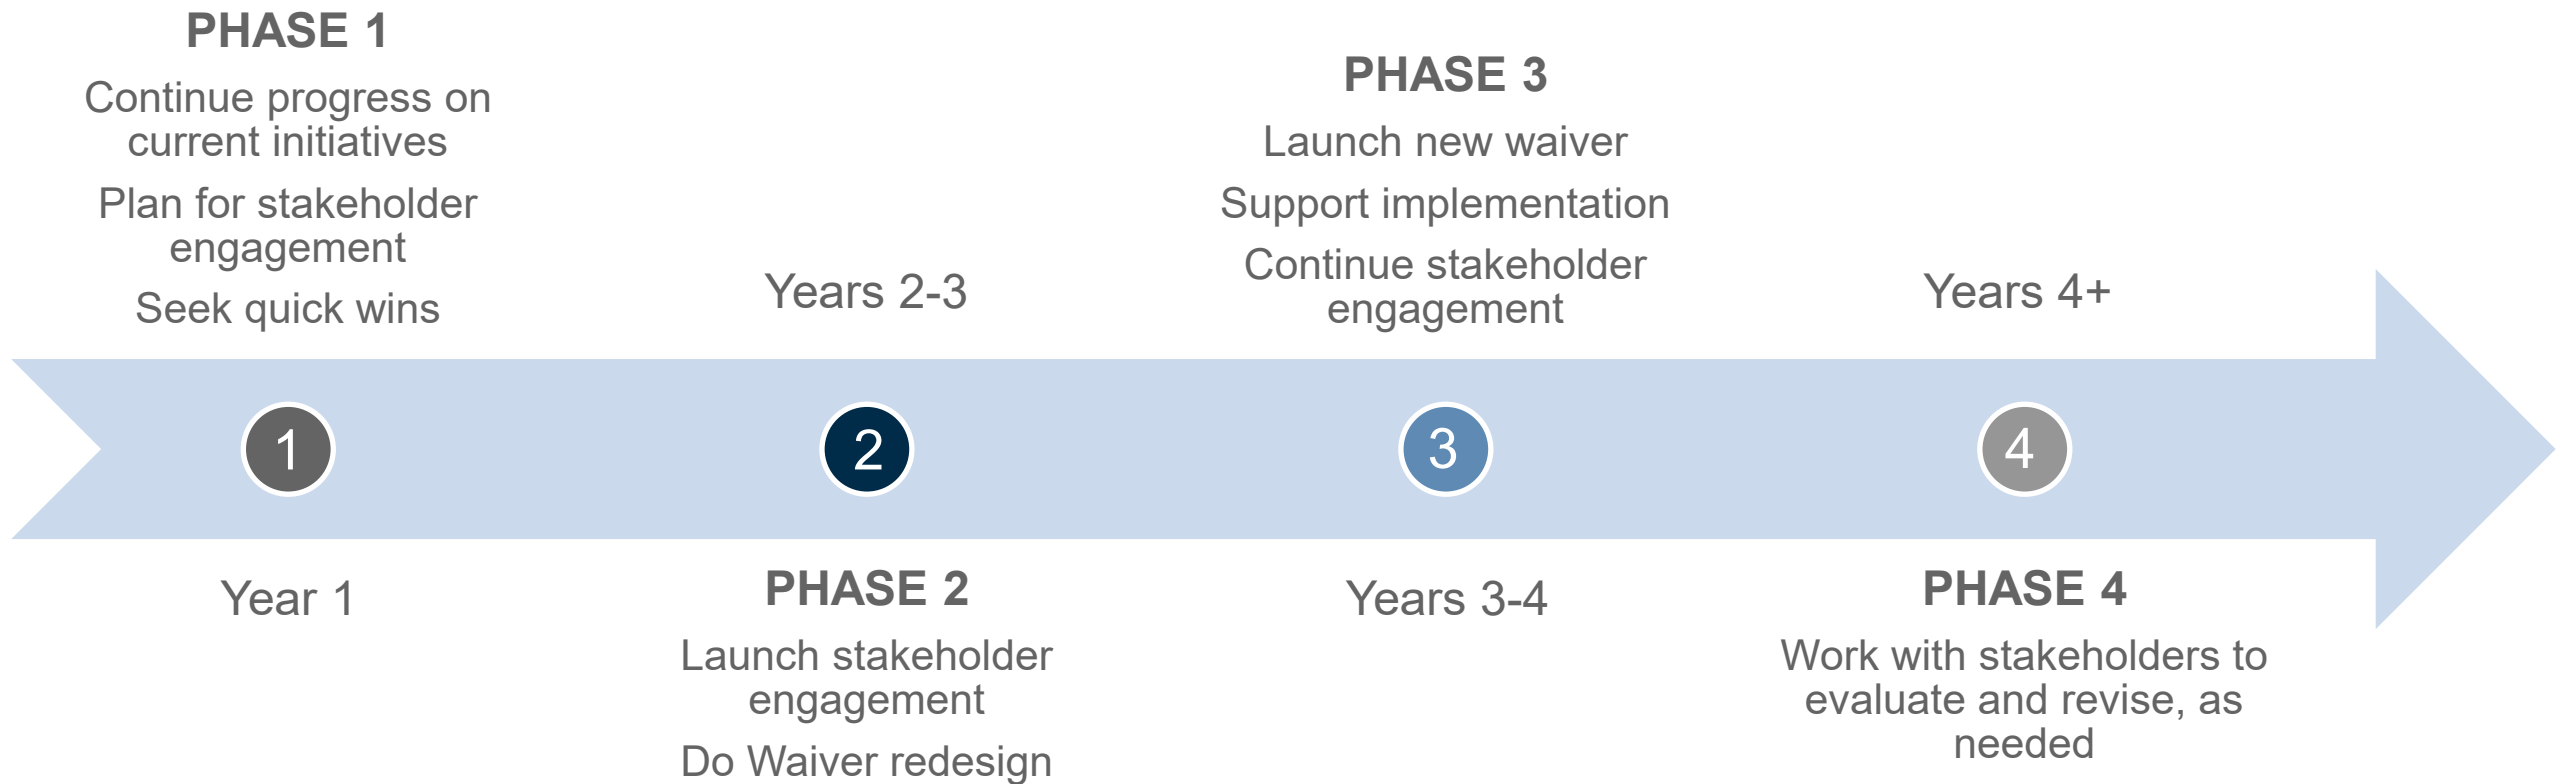 PHASE 1
Continue progress on
current initiatives
Plan for stakeholder
engagement
Seek quick wins
1
Year 1
Years 2-3
2
PHASE 2
Launch stakeholder
engagement
Do Waiver redesign
PHASE 3
Launch new waiver
Support implementation
Continue stakeholder
engagement
3
Years 3-4
Years 4+
4
PHASE 4
Work with stakeholders to
evaluate and revise, as
needed